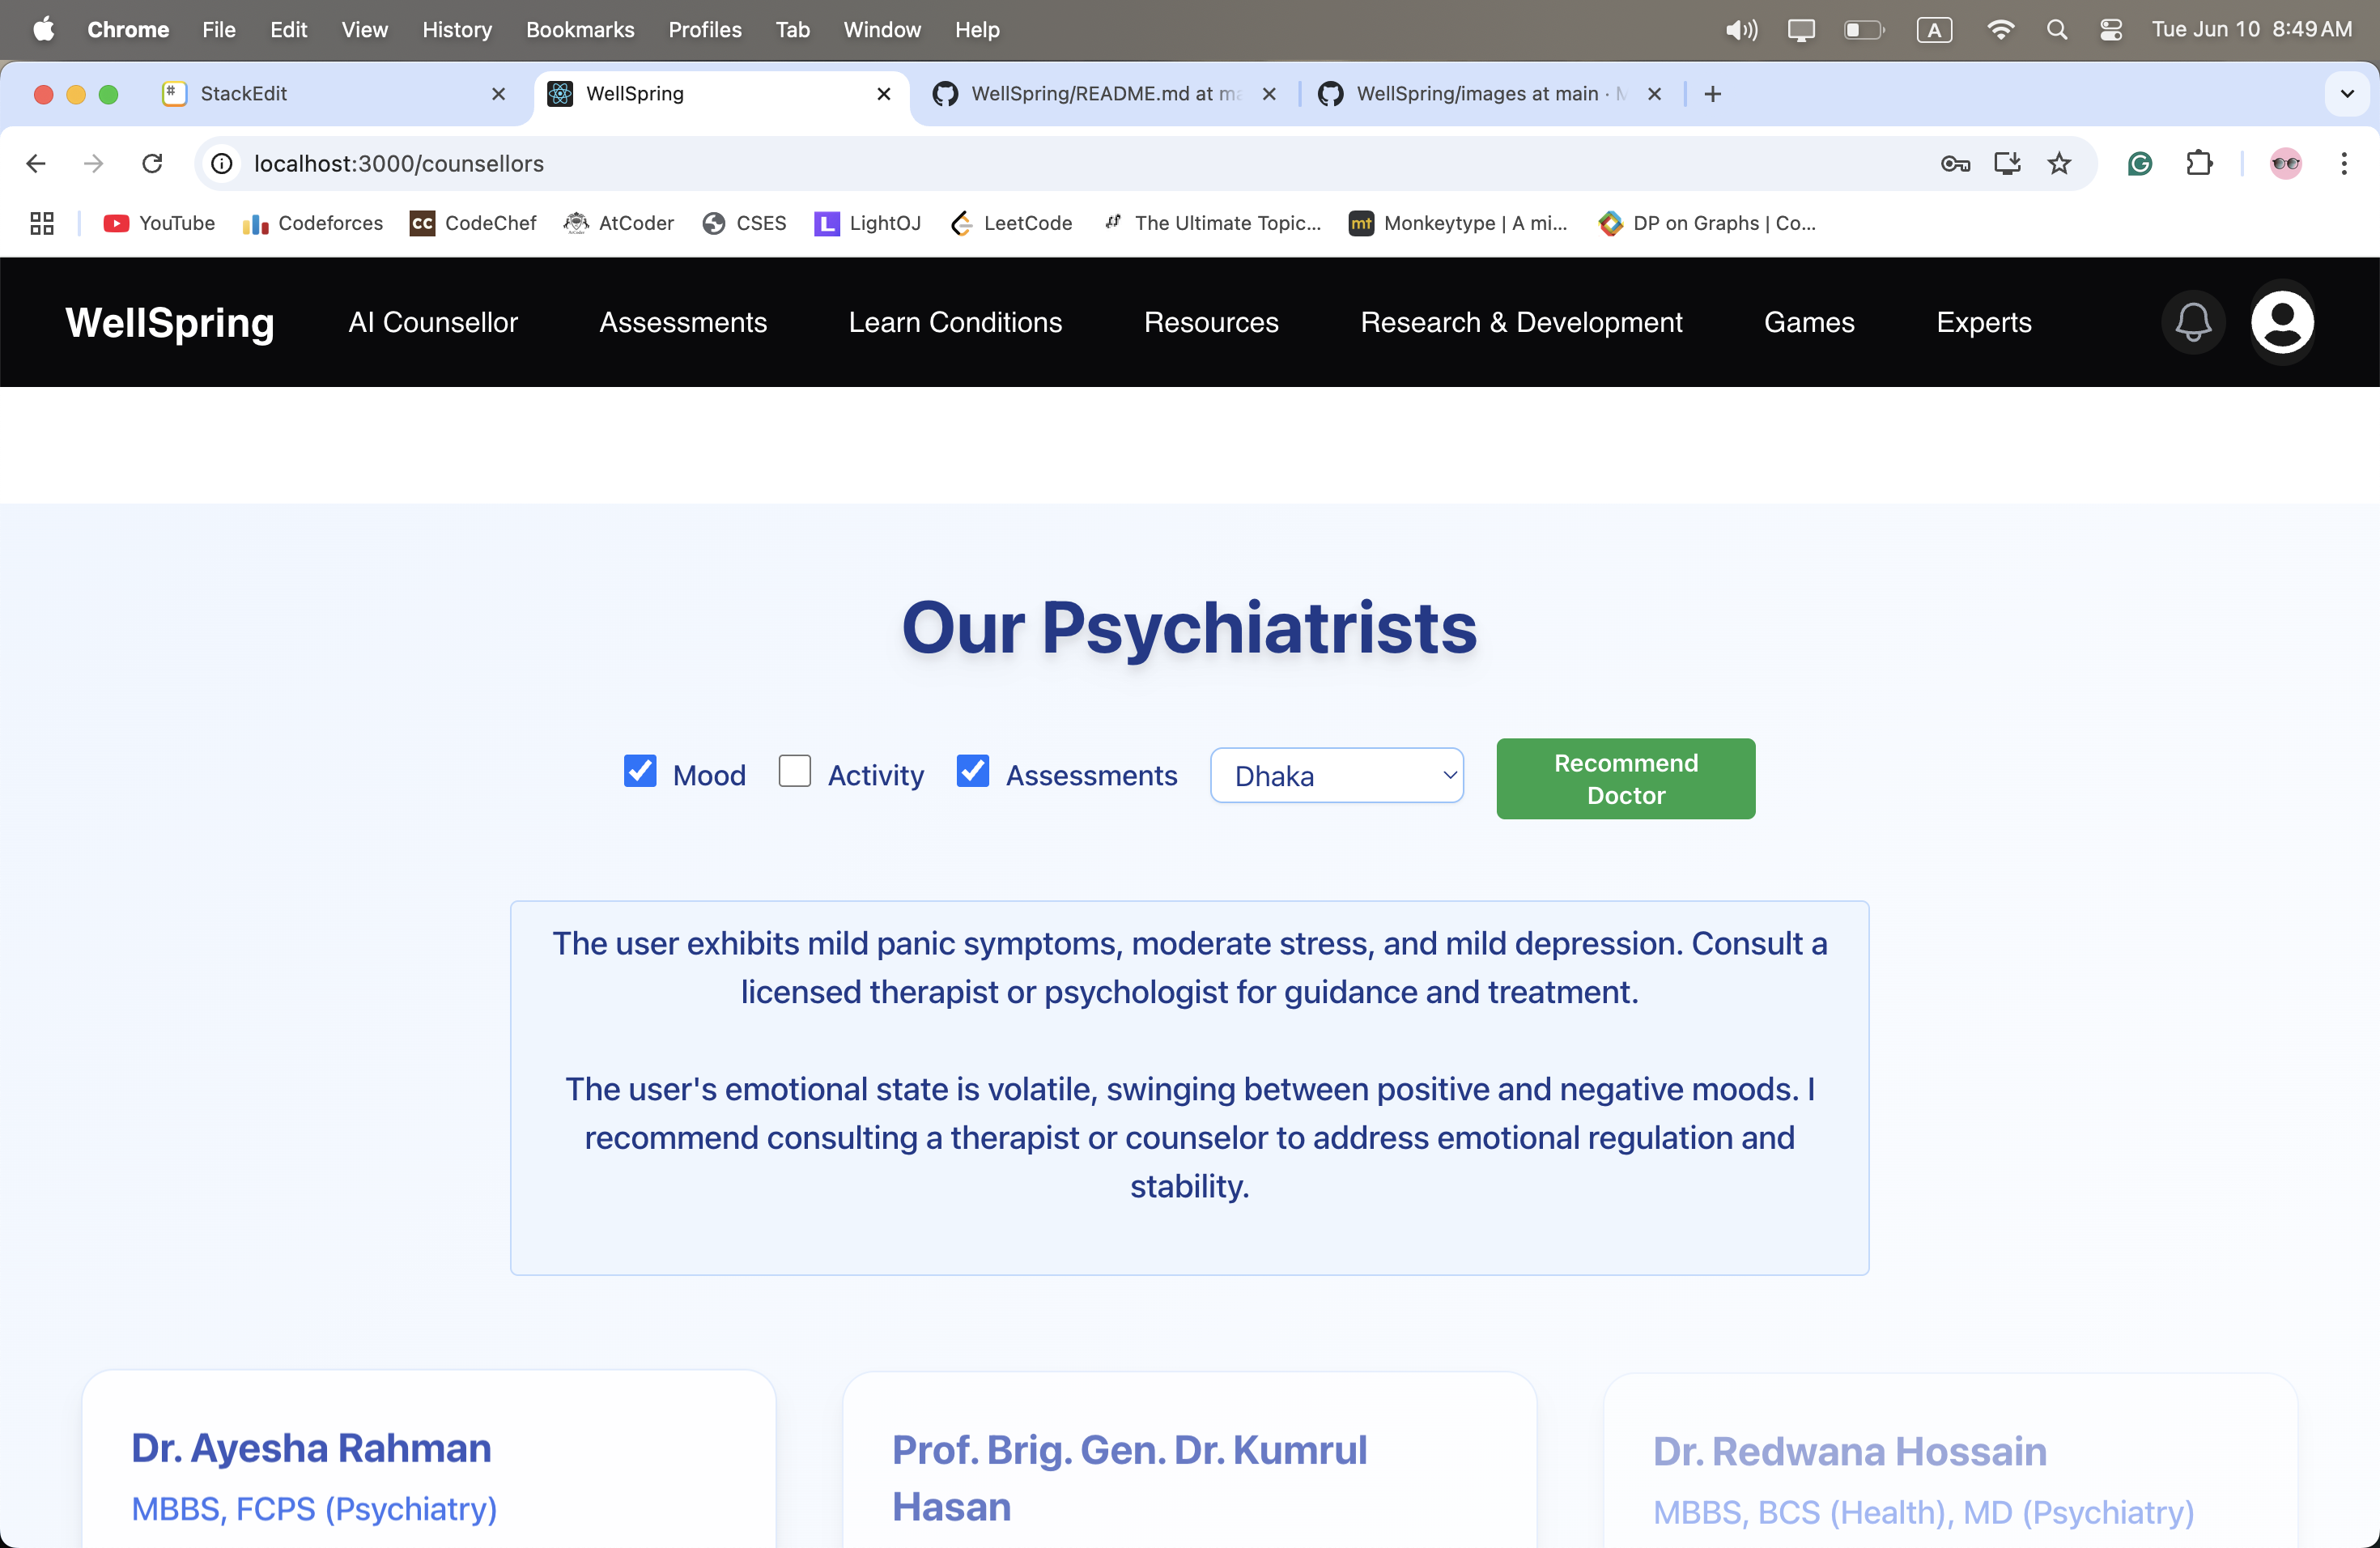 Chrome File Edit View History Bookmarks Profiles Tab Window Help A Tue Jun 10 8:49 AM
StackEdit WellSpring WellSpring/README.md at ma WellSpring/images at main ·
localhost:3000/counsellors
YouTube Codeforces CC CodeChef AtCoder CSES L LightOJ LeetCode The Ultimate Topic... mt Monkeytype | A mi... DP on Graphs | Co...
WellSpring AI Counsellor Assessments Learn Conditions Resources Research & Development Games Experts
Our Psychiatrists
Mood Activity Assessments Dhaka Recommend
Doctor
The user exhibits mild panic symptoms, moderate stress, and mild depression. Consult a
licensed therapist or psychologist for guidance and treatment.
The user's emotional state is volatile, swinging between positive and negative moods. I
recommend consulting a therapist or counselor to address emotional regulation and
stability.
Dr. Ayesha Rahman
MBBS, FCPS (Psychiatry)
Prof. Brig. Gen. Dr. Kumrul
Hasan
Dr. Redwana Hossain
MBBS, BCS (Health), MD (Psychiatry)